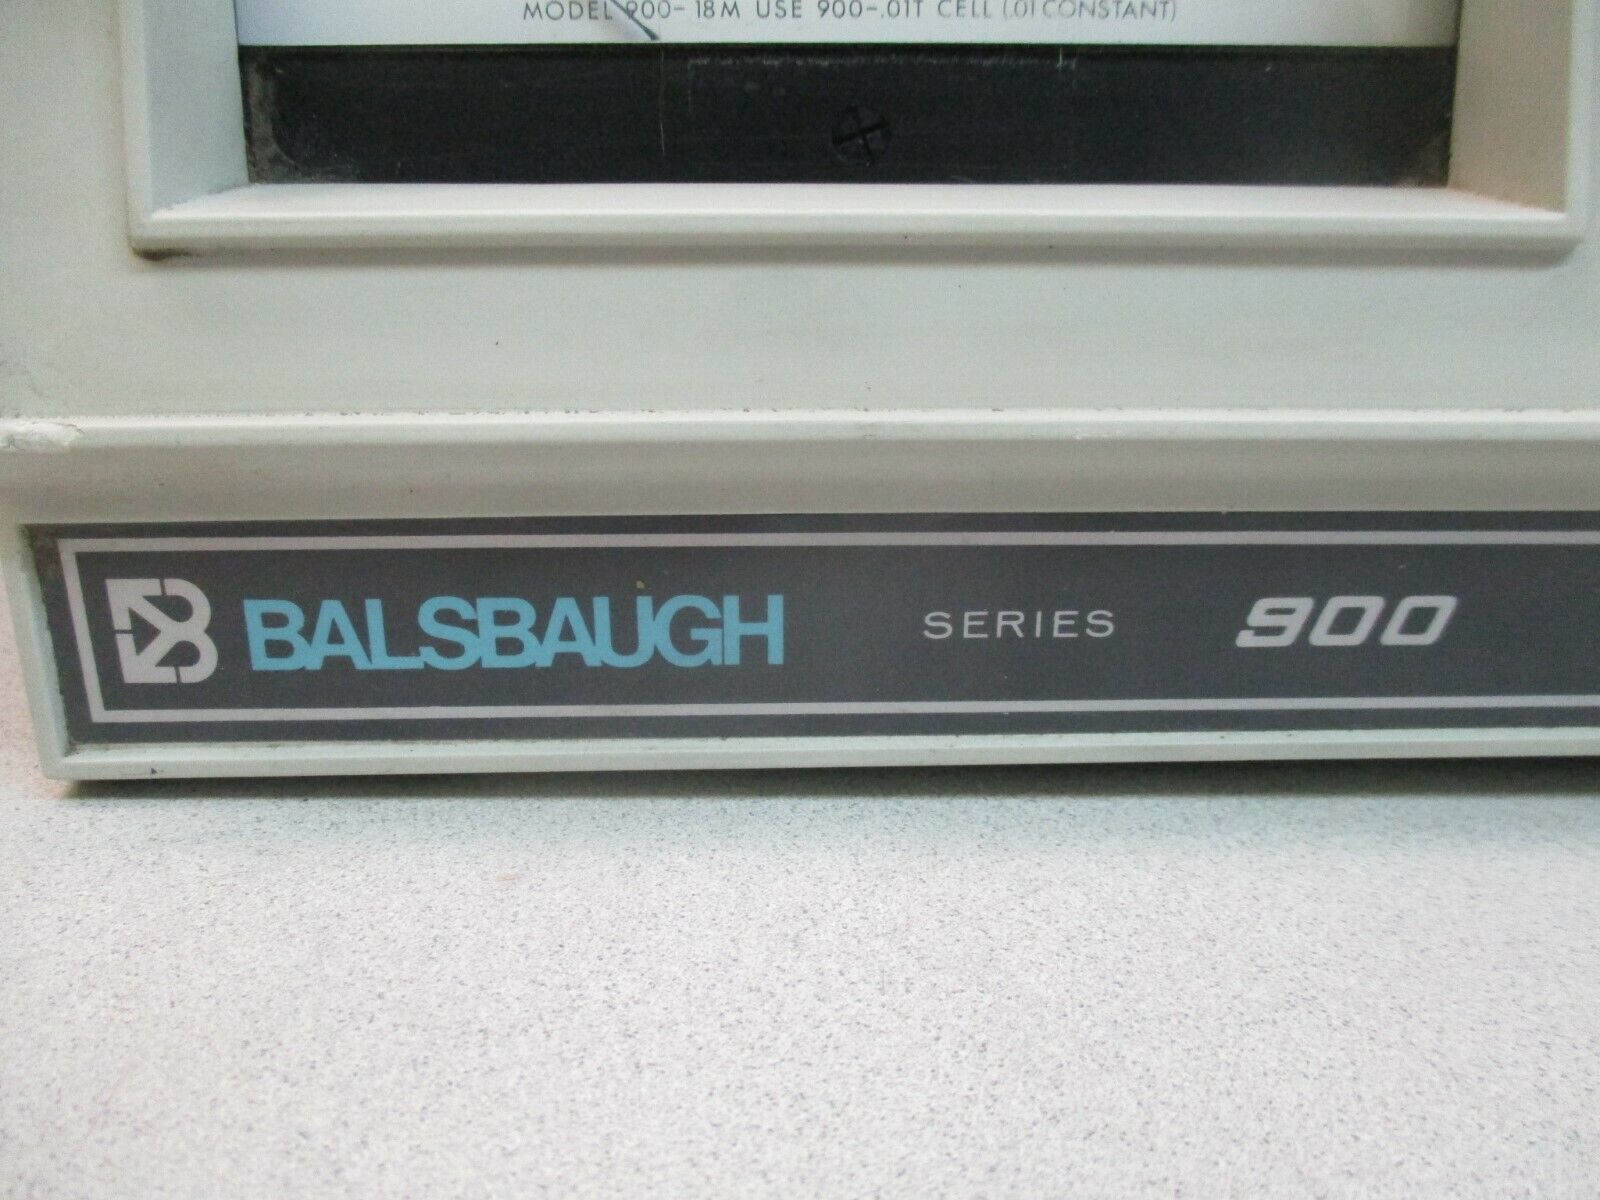 MODEL 900-18M USE 900-.01T CELL (.01 CONSTANT)
B BALSBAUGH SERIES 900